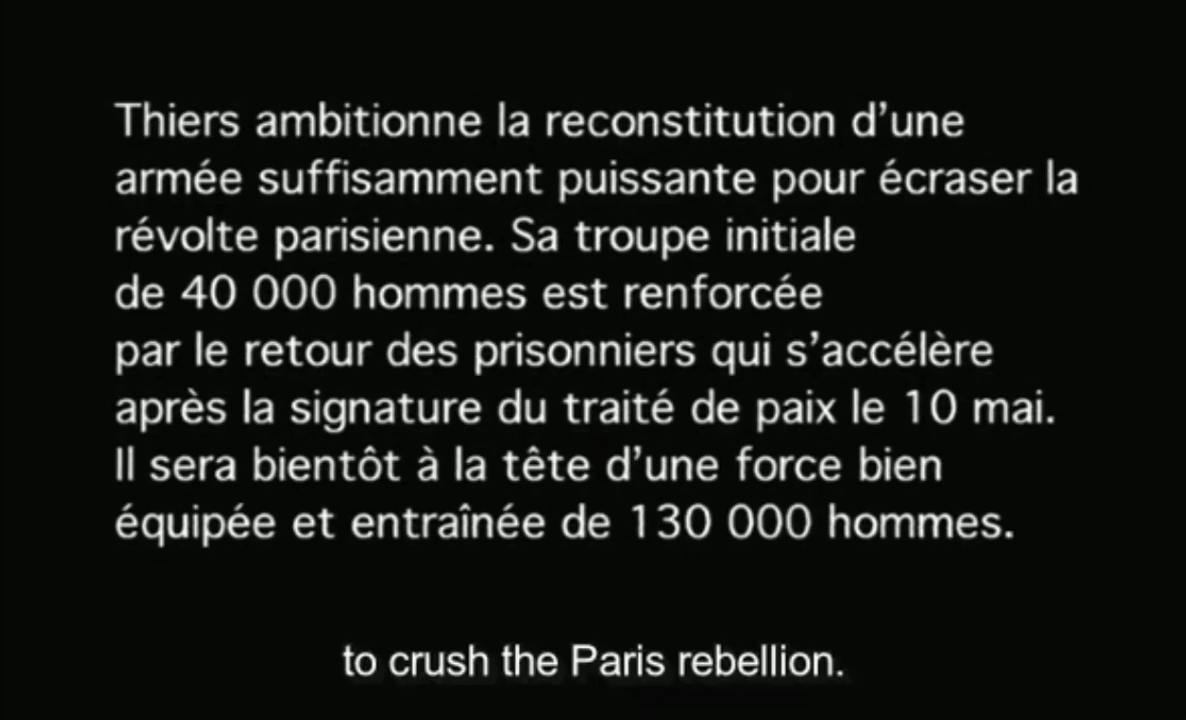 Thiers ambitionne la reconstitution d’une
armée suffisamment puissante pour écraser la
révolte parisienne. Sa troupe initiale
de 40 000 hommes est renforcée
par le retour des prisonniers qui s’accélère
après la signature du traité de paix le 10 mai.
Il sera bientôt à la tête d’une force bien
équipée et entraînée de 130 000 hommes.
to crush the Paris rebellion.